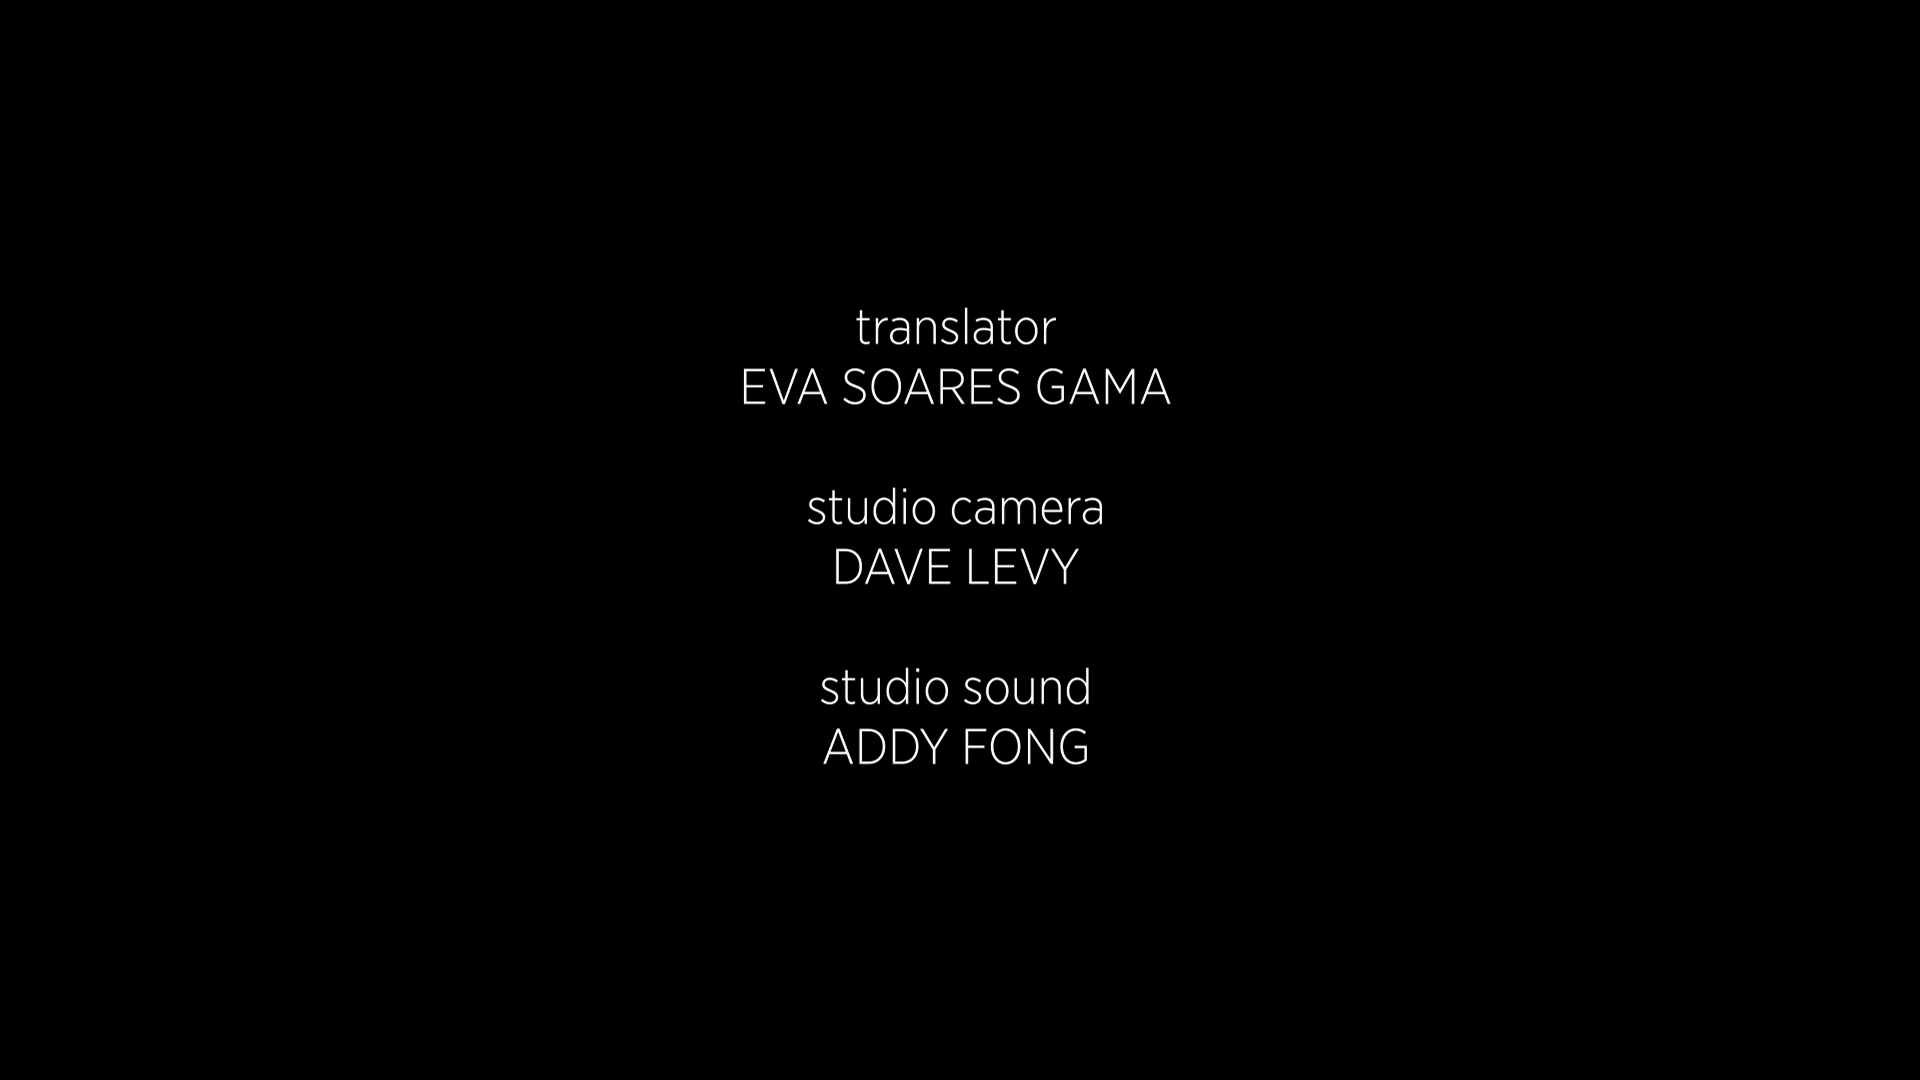 translator
EVA SOARES GAMA
studio camera
DAVE LEVY
studio sound
ADDY FONG